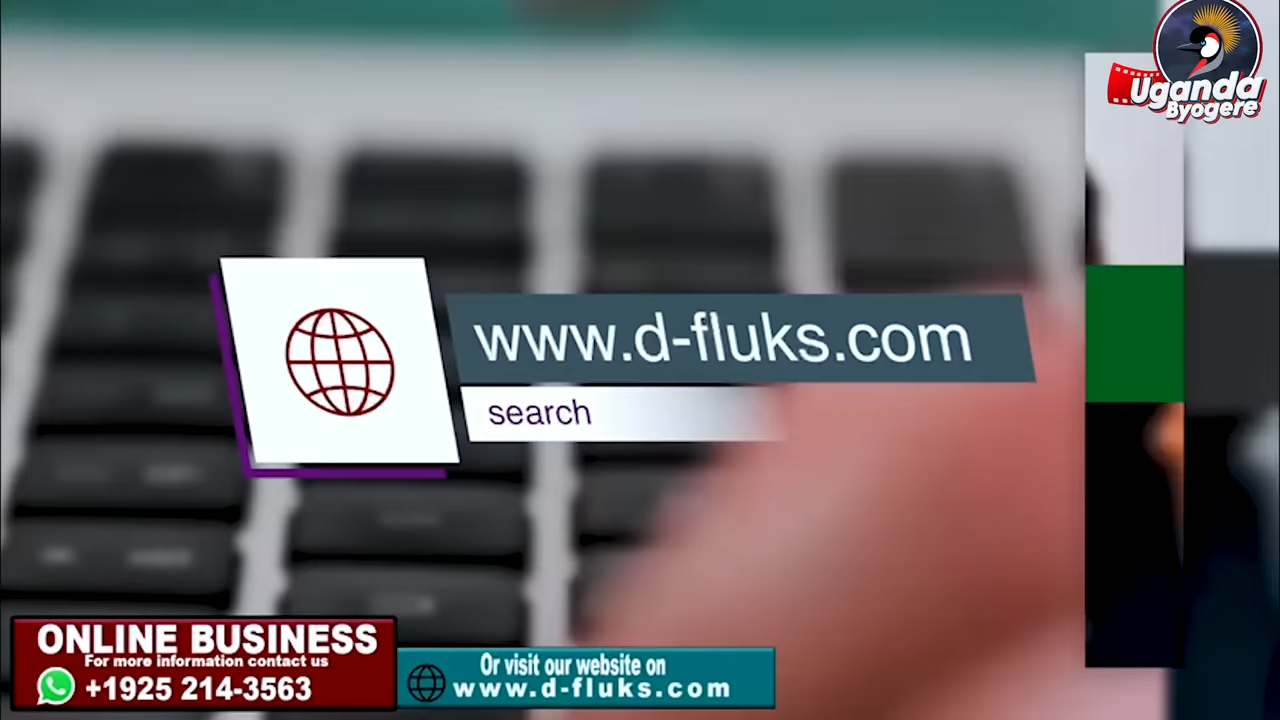 Uganda
Byogere
www.d-fluks.com
search
ONLINE BUSINESS
For more information contact us
+1925 214-3563
Or visit our website on
www.d-fluks.com